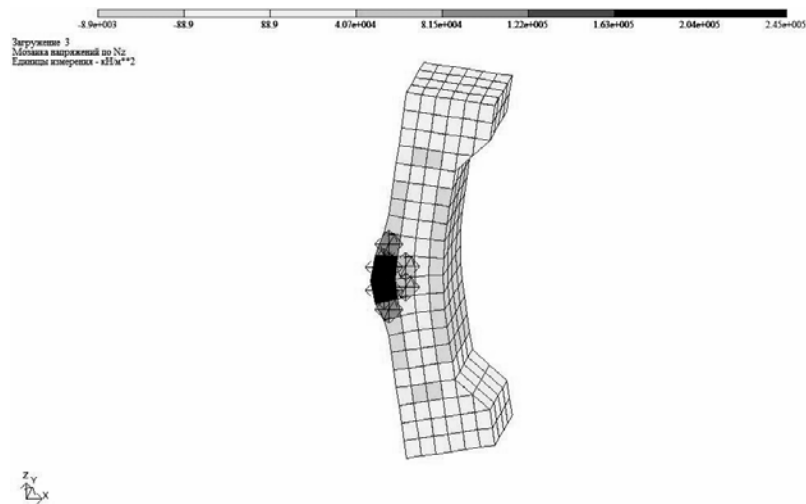 -8.9e+003 -88.9 88.9 4.07e+004 8.15e+004 1.22e+005 1.63e+005 2.04e+005 2.45e+005
Загружение 3
Мозаика напряжений по Nz
Единицы измерения - кН/м**2
Z
Y
X